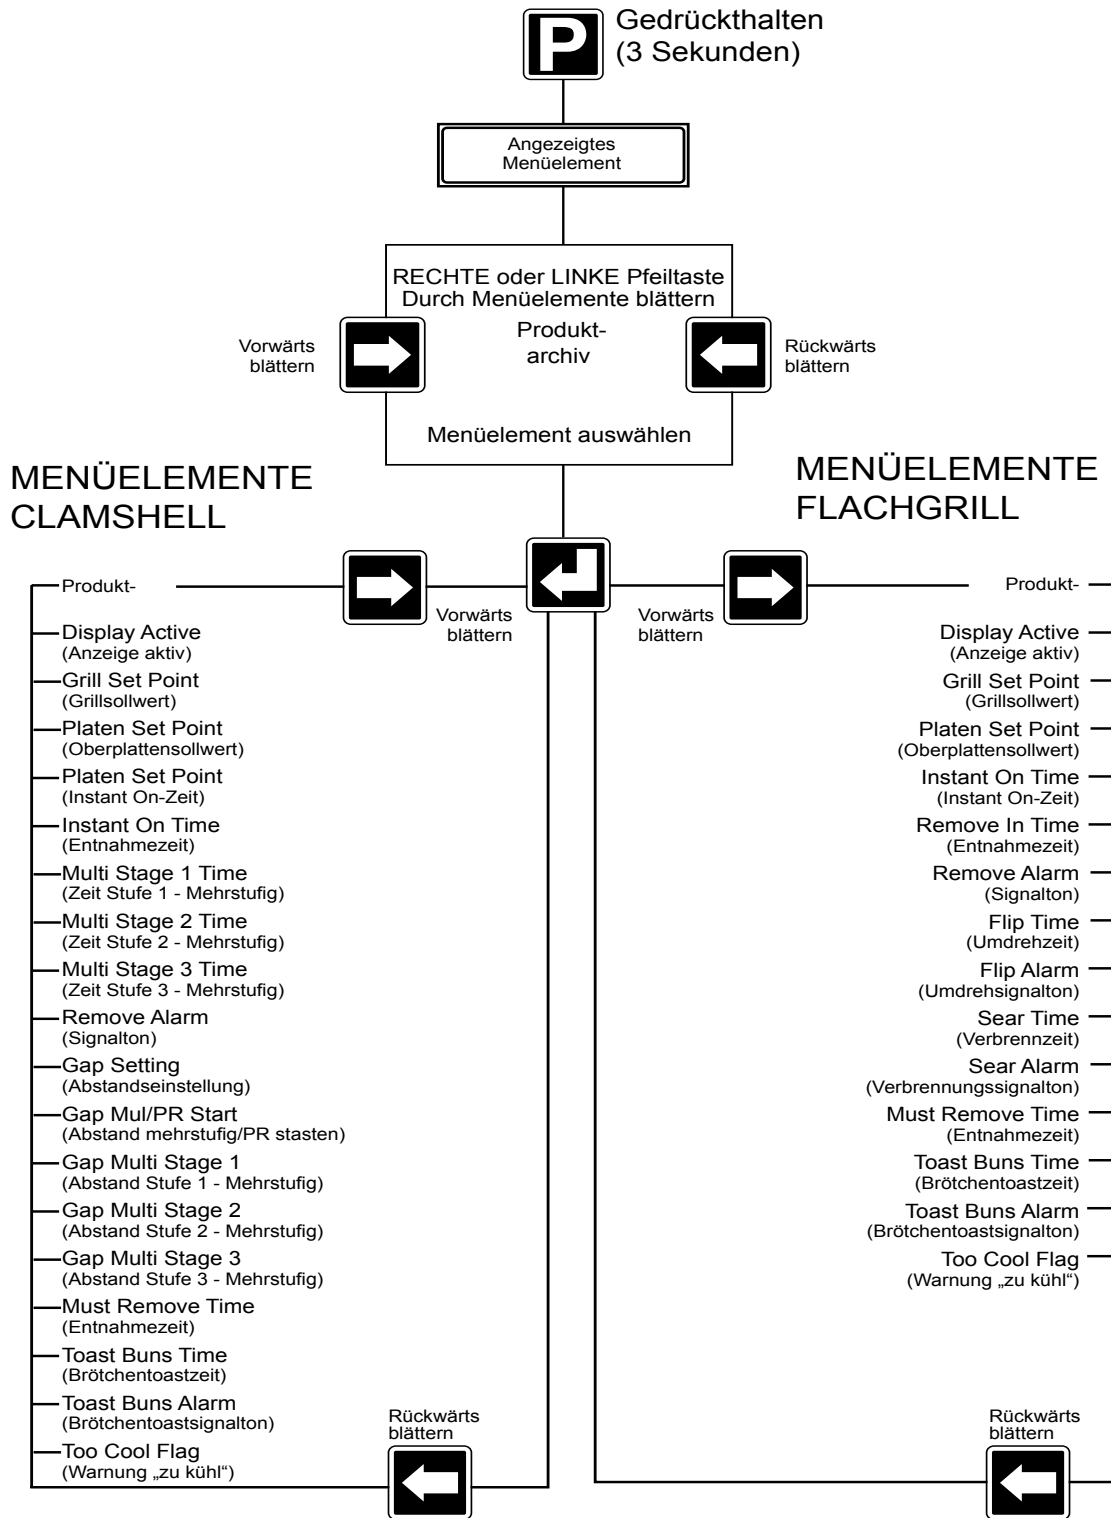 P
Gedrückthalten
(3 Sekunden)
Angezeigtes
Menüelement
RECHTE oder LINKE Pfeiltaste
Durch Menüelemente blättern
Produkt-
archiv
Vorwärts
blättern
Rückwärts
blättern
Menüelement auswählen
MENÜELEMENTE
CLAMSHELL
MENÜELEMENTE
FLACHGRILL
Vorwärts
blättern
Vorwärts
blättern
Produkt-
Display Active
(Anzeige aktiv)
Grill Set Point
(Grillsollwert)
Platen Set Point
(Oberplattensollwert)
Platen Set Point
(Instant On-Zeit)
Instant On Time
(Entnahmezeit)
Multi Stage 1 Time
(Zeit Stufe 1 - Mehrstufig)
Multi Stage 2 Time
(Zeit Stufe 2 - Mehrstufig)
Multi Stage 3 Time
(Zeit Stufe 3 - Mehrstufig)
Remove Alarm
(Signalton)
Gap Setting
(Abstandseinstellung)
Gap Mul/PR Start
(Abstand mehrstufig/PR stasten)
Gap Multi Stage 1
(Abstand Stufe 1 - Mehrstufig)
Gap Multi Stage 2
(Abstand Stufe 2 - Mehrstufig)
Gap Multi Stage 3
(Abstand Stufe 3 - Mehrstufig)
Must Remove Time
(Entnahmezeit)
Toast Buns Time
(Brötchentoastzeit)
Toast Buns Alarm
(Brötchentoastsignalton)
Too Cool Flag
(Warnung „zu kühl“)
Rückwärts
blättern
Produkt-
Display Active
(Anzeige aktiv)
Grill Set Point
(Grillsollwert)
Platen Set Point
(Oberplattensollwert)
Instant On Time
(Instant On-Zeit)
Remove In Time
(Entnahmezeit)
Remove Alarm
(Signalton)
Flip Time
(Umdrehzeit)
Flip Alarm
(Umdrehsignalton)
Sear Time
(Verbrennzeit)
Sear Alarm
(Verbrennungssignalton)
Must Remove Time
(Entnahmezeit)
Toast Buns Time
(Brötchentoastzeit)
Toast Buns Alarm
(Brötchentoastsignalton)
Too Cool Flag
(Warnung „zu kühl“)
Rückwärts
blättern